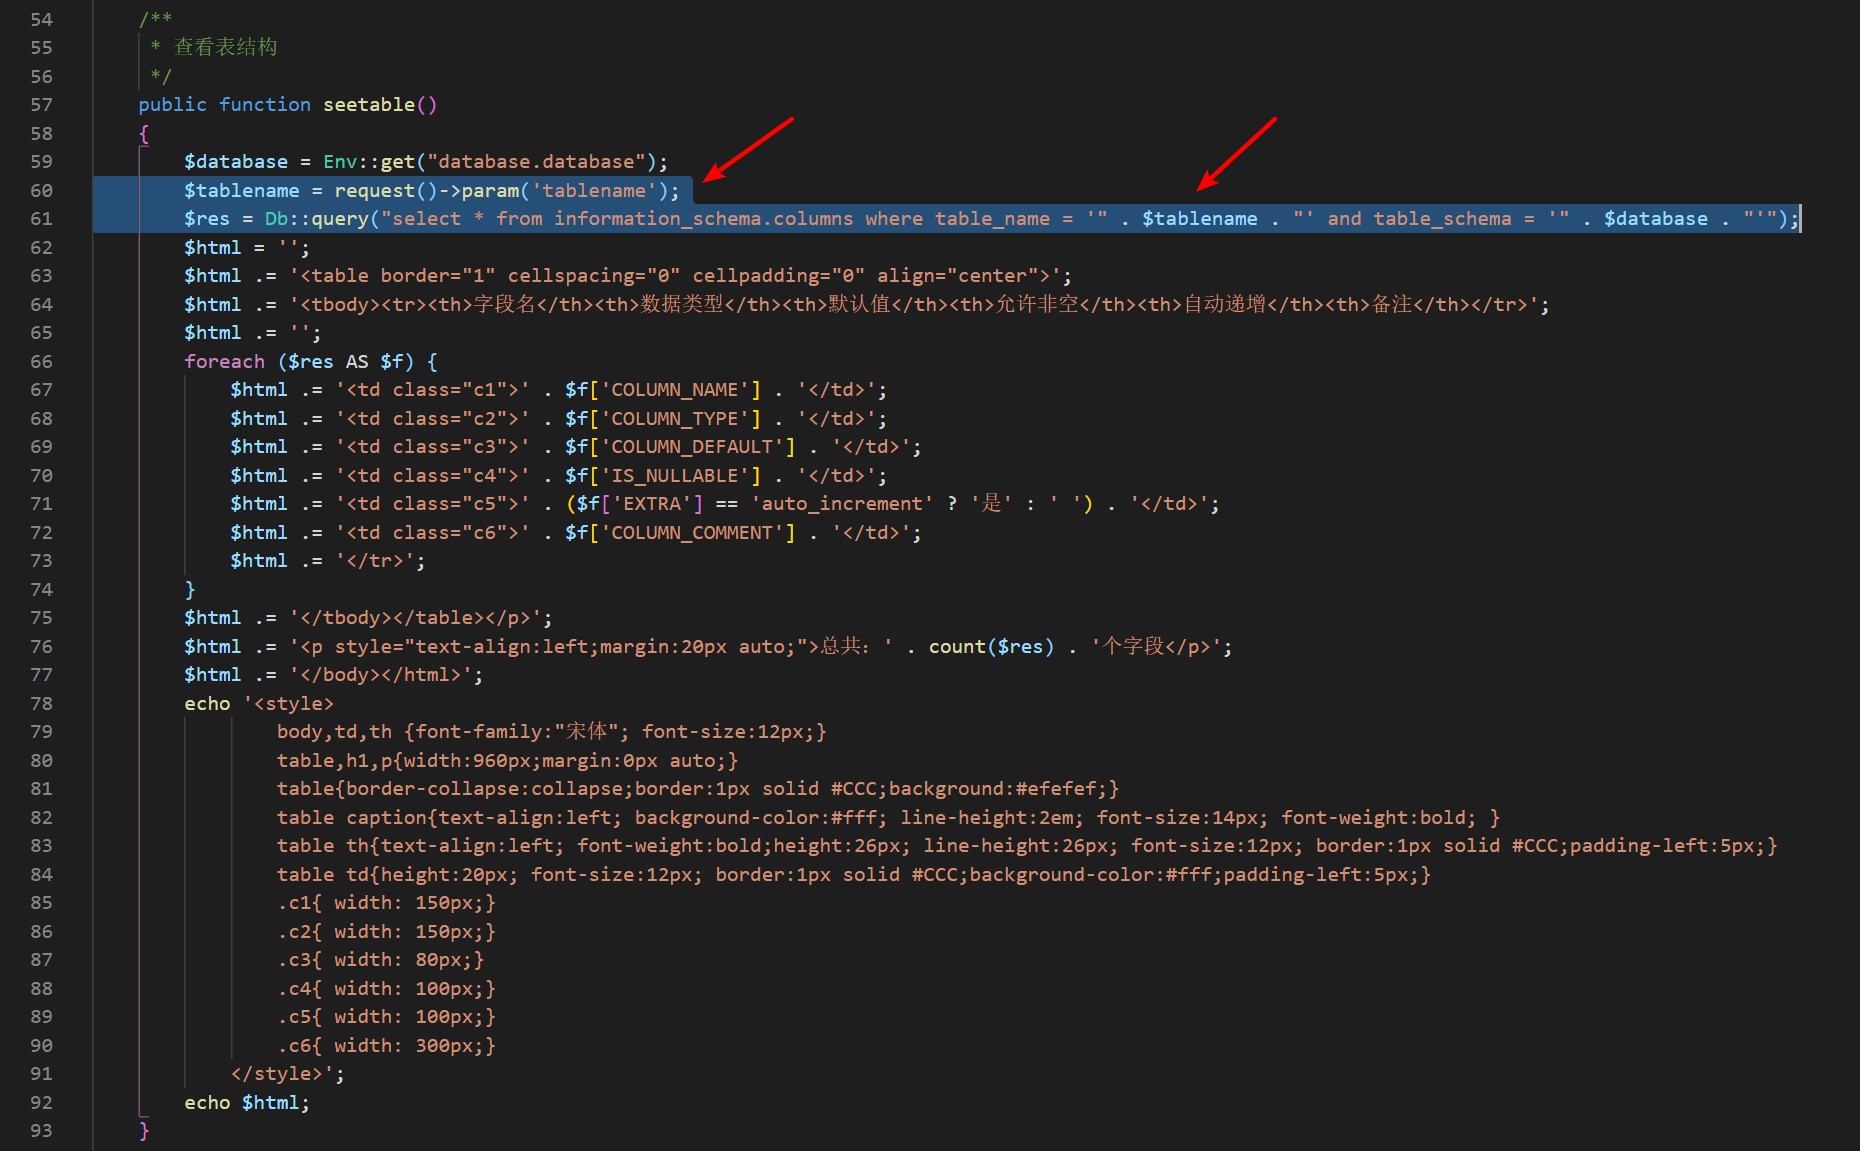 54 /**
55 * 查看表结构
56 */
57 public function seetable()
58 {
59 $database = Env::get("database.database");
60 $tablename = request()->param('tablename');
61 $res = Db::query("select * from information_schema.columns where table_name = '" . $tablename . "' and table_schema = '" . $database . "'");
62 $html = '';
63 $html .= '<table border="1" cellspacing="0" cellpadding="0" align="center">';
64 $html .= '<tbody><tr><th>字段名</th><th>数据类型</th><th>默认值</th><th>允许非空</th><th>自动递增</th><th>备注</th></tr>';
65 $html .= '';
66 foreach ($res AS $f) {
67 $html .= '<td class="c1">' . $f['COLUMN_NAME'] . '</td>';
68 $html .= '<td class="c2">' . $f['COLUMN_TYPE'] . '</td>';
69 $html .= '<td class="c3">' . $f['COLUMN_DEFAULT'] . '</td>';
70 $html .= '<td class="c4">' . $f['IS_NULLABLE'] . '</td>';
71 $html .= '<td class="c5">' . ($f['EXTRA'] == 'auto_increment' ? '是' : ' ') . '</td>';
72 $html .= '<td class="c6">' . $f['COLUMN_COMMENT'] . '</td>';
73 $html .= '</tr>';
74 }
75 $html .= '</tbody></table></p>';
76 $html .= '<p style="text-align:left;margin:20px auto;">总共：' . count($res) . '个字段</p>';
77 $html .= '</body></html>';
78 echo '<style>
79 body,td,th {font-family:"宋体"; font-size:12px;}
80 table,h1,p{width:960px;margin:0px auto;}
81 table{border-collapse:collapse;border:1px solid #CCC;background:#efefef;}
82 table caption{text-align:left; background-color:#fff; line-height:2em; font-size:14px; font-weight:bold; }
83 table th{text-align:left; font-weight:bold;height:26px; line-height:26px; font-size:12px; border:1px solid #CCC;padding-left:5px;}
84 table td{height:20px; font-size:12px; border:1px solid #CCC;background-color:#fff;padding-left:5px;}
85 .c1{ width: 150px;}
86 .c2{ width: 150px;}
87 .c3{ width: 80px;}
88 .c4{ width: 100px;}
89 .c5{ width: 100px;}
90 .c6{ width: 300px;}
91 </style>';
92 echo $html;
93 }